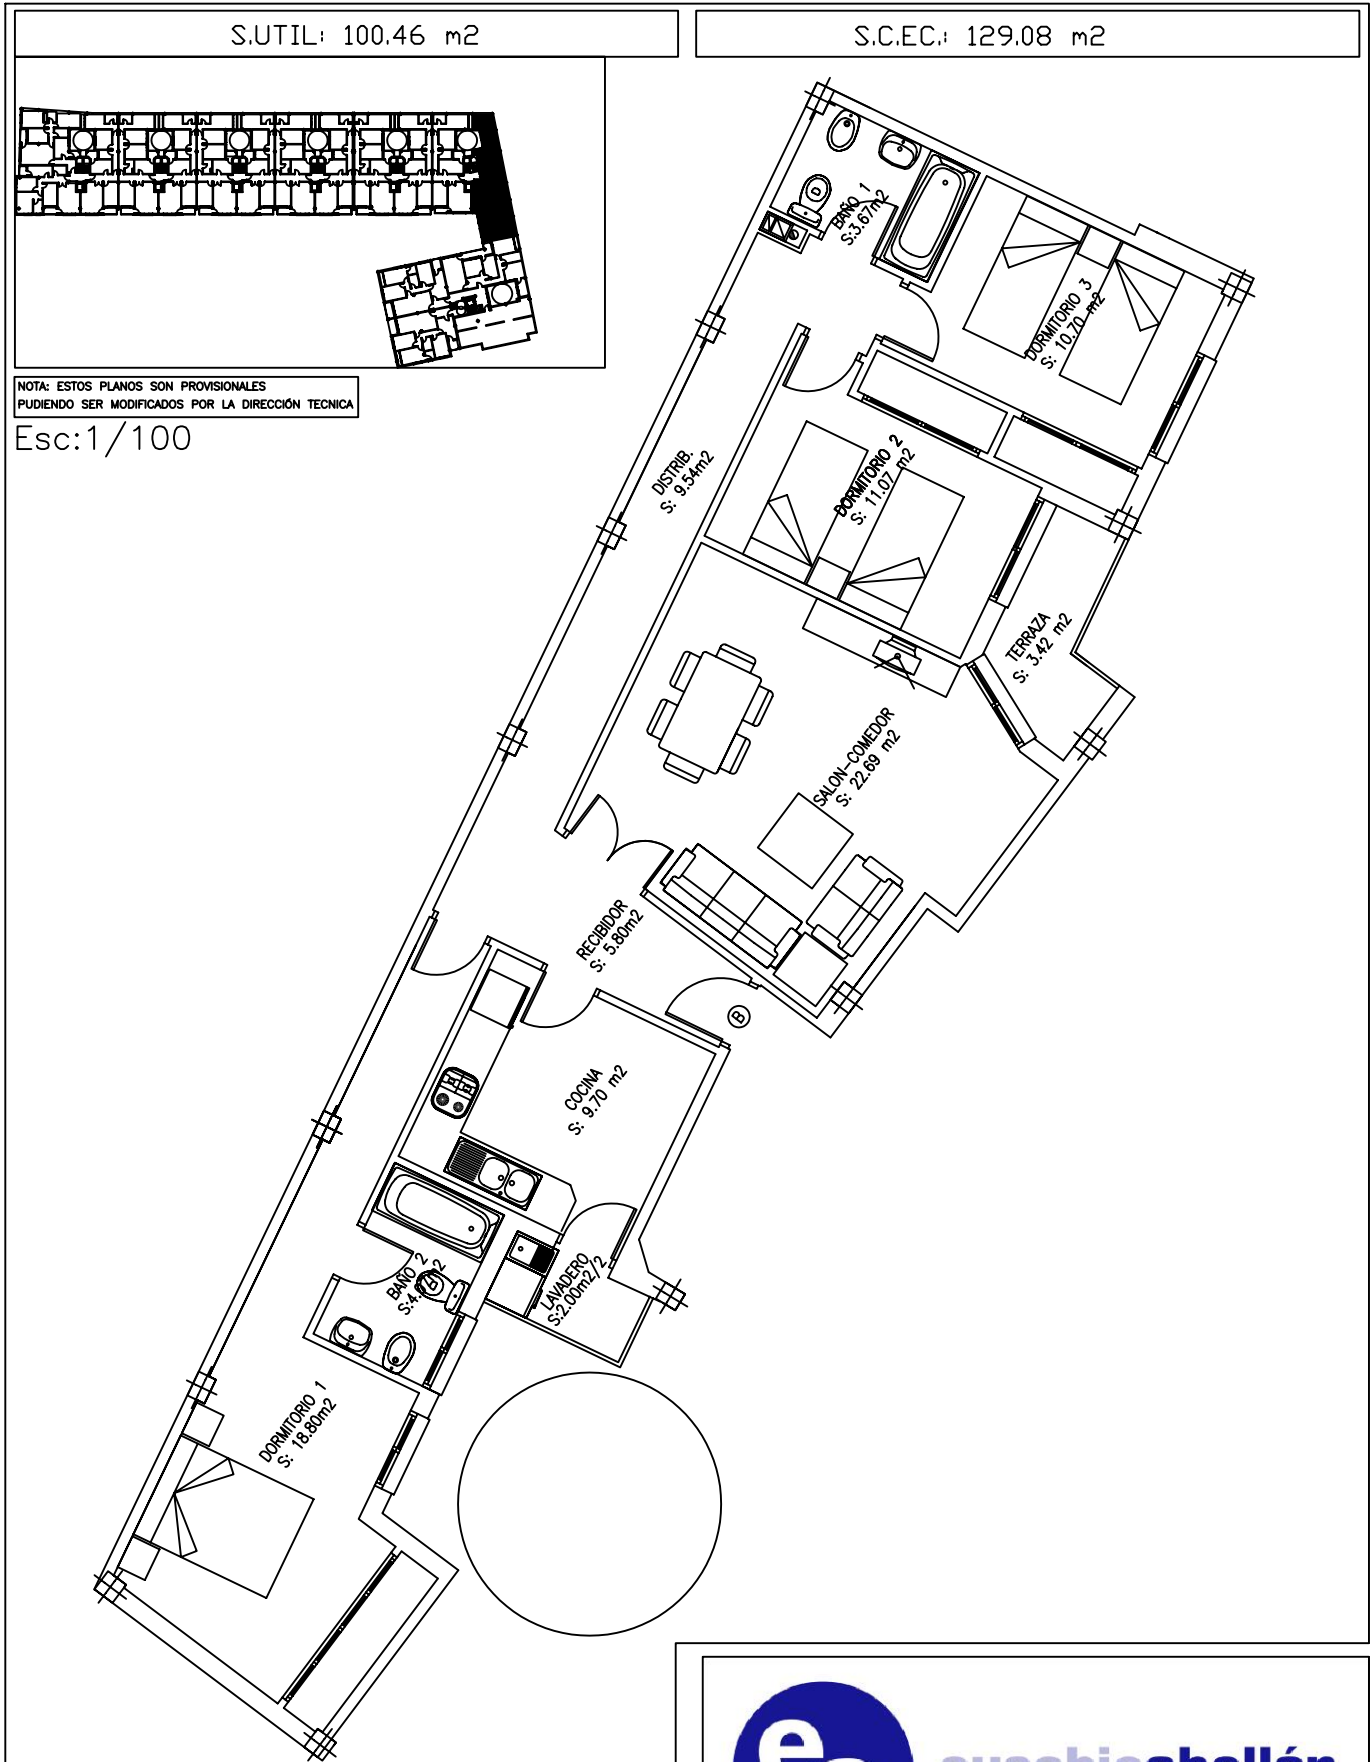 S.UTIL: 100.46 m2
S.C.EC.: 129.08 m2
NOTA: ESTOS PLANOS SON PROVISIONALES
PUDIENDO SER MODIFICADOS POR LA DIRECCIÓN TECNICA
Esc:1/100
BAÑO 1
S:3.67m2
DORMITORIO 3
S: 10.70 m2
DISTRIB.
S: 9.54m2
DORMITORIO 2
S: 11.07 m2
TERRAZA
S: 3.42 m2
SALON-COMEDOR
S: 22.69 m2
RECIBIDOR
S: 5.80m2
B
COCINA
S: 9.70 m2
LAVADERO
S:2.00m2/2
BAÑO 2
DORMITORIO 1
S: 18.80m2